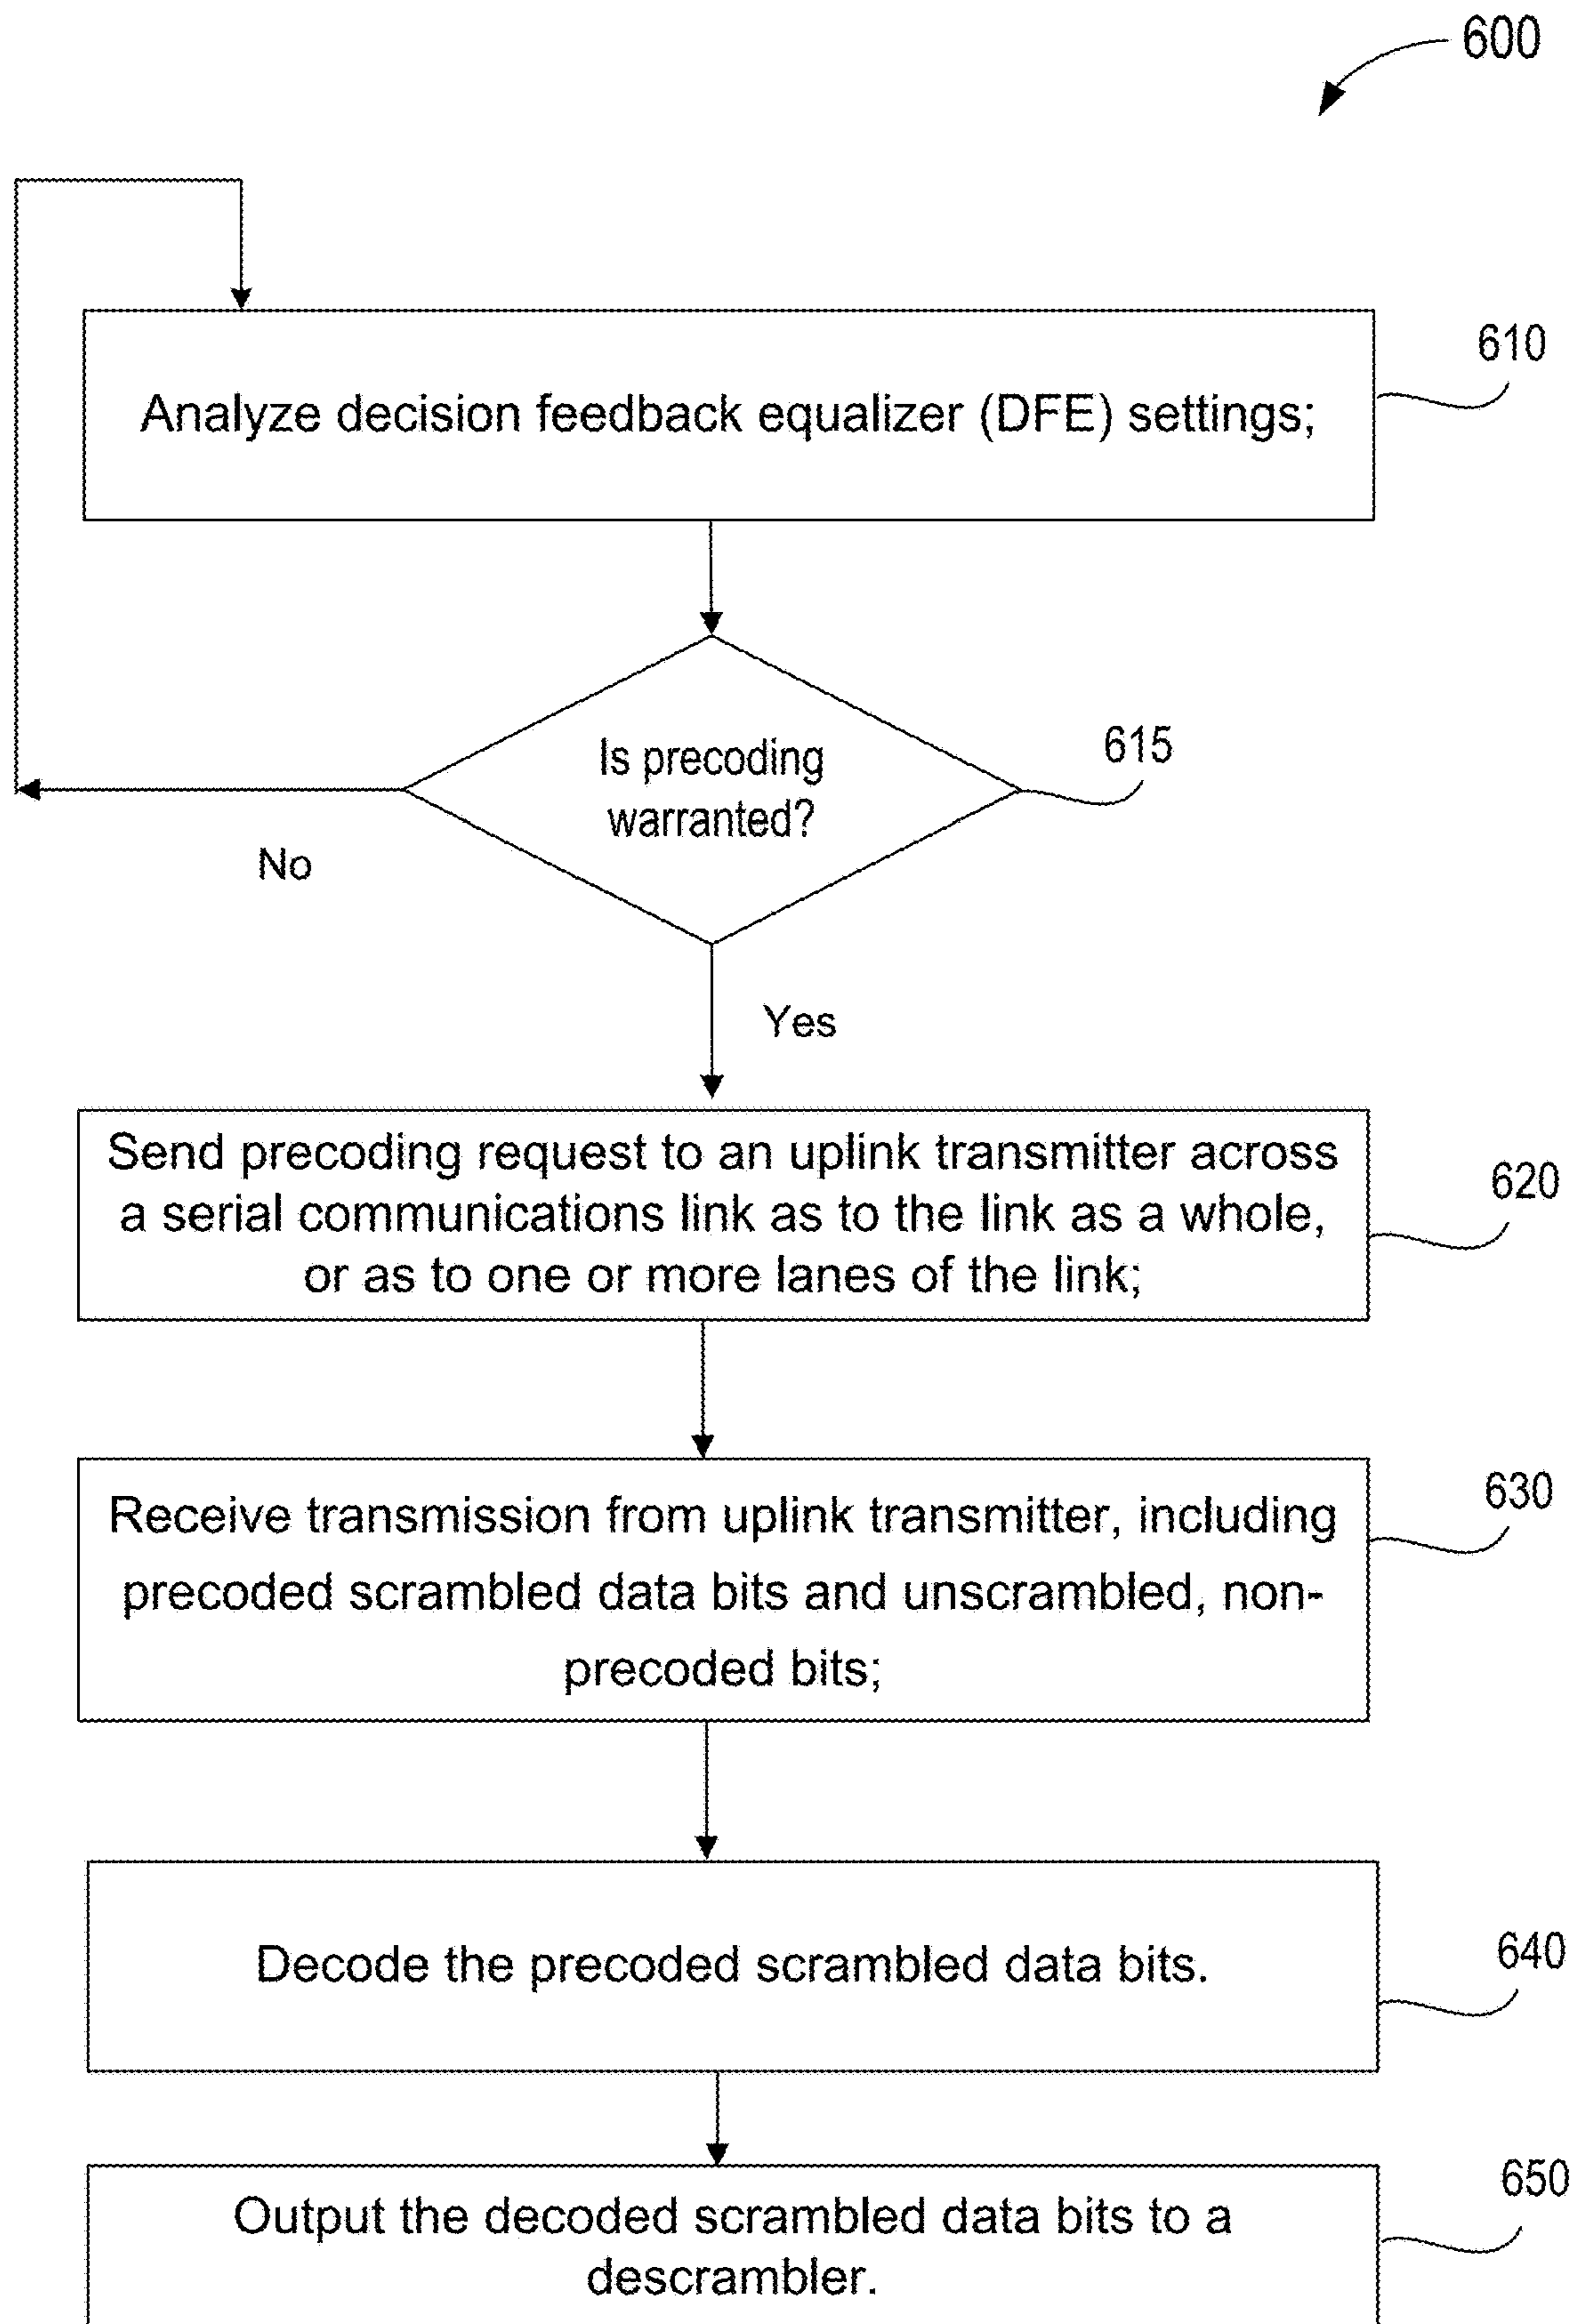 600
Analyze decision feedback equalizer (DFE) settings;
610
Is precoding
warranted?
615
No
Yes
Send precoding request to an uplink transmitter across
a serial communications link as to the link as a whole,
or as to one or more lanes of the link;
620
Receive transmission from uplink transmitter, including
precoded scrambled data bits and unscrambled, non-
precoded bits;
630
Decode the precoded scrambled data bits.
640
Output the decoded scrambled data bits to a
descrambler.
650